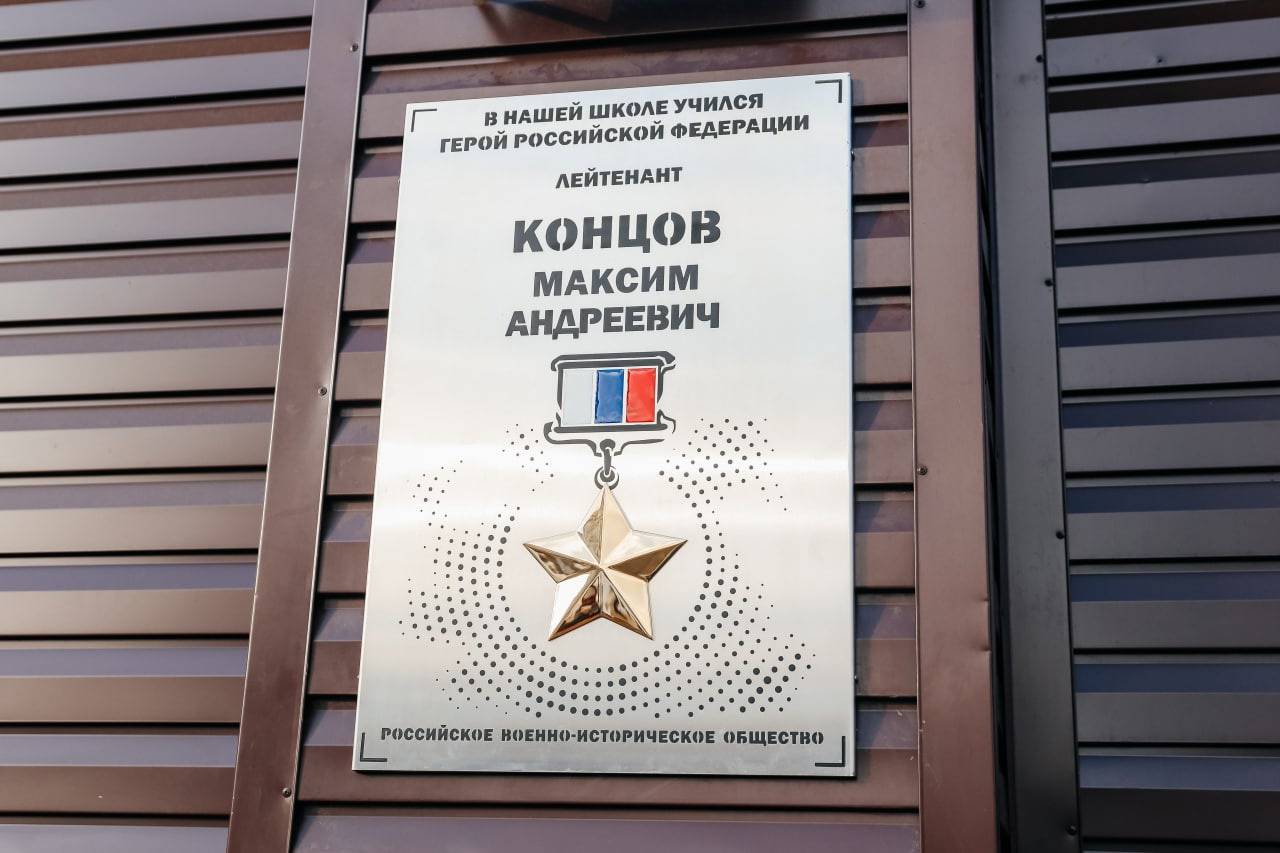 В НАШЕЙ ШКОЛЕ УЧИЛСЯ
ГЕРОЙ РОССИЙСКОЙ ФЕДЕРАЦИИ
ЛЕЙТЕНАНТ
КОНЦОВ
МАКСИМ
АНДРЕЕВИЧ
РОССИЙСКОЕ ВОЕННО-ИСТОРИЧЕСКОЕ ОБЩЕСТВО